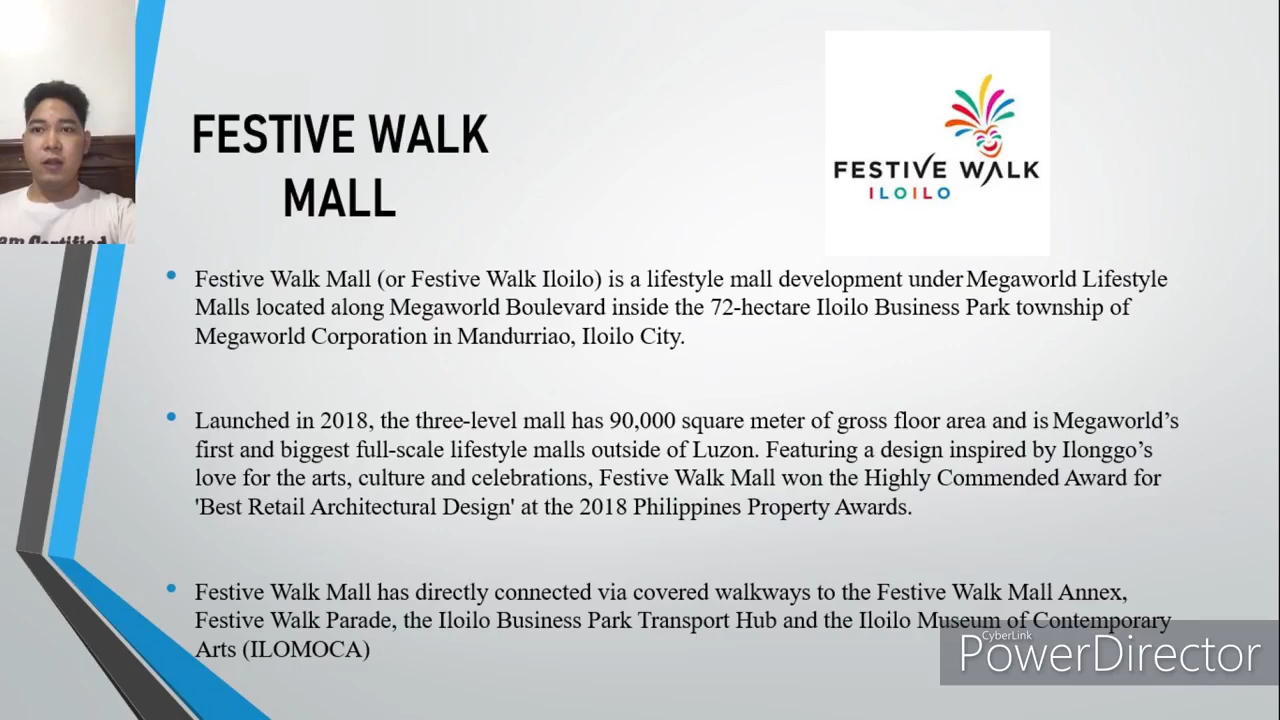 FESTIVE WALK
MALL
FESTIVE WALK
ILOILO
am Certified
• Festive Walk Mall (or Festive Walk Iloilo) is a lifestyle mall development under Megaworld Lifestyle
Malls located along Megaworld Boulevard inside the 72-hectare Iloilo Business Park township of
Megaworld Corporation in Mandurriao, Iloilo City.
• Launched in 2018, the three-level mall has 90,000 square meter of gross floor area and is Megaworld’s
first and biggest full-scale lifestyle malls outside of Luzon. Featuring a design inspired by Ilonggo’s
love for the arts, culture and celebrations, Festive Walk Mall won the Highly Commended Award for
'Best Retail Architectural Design' at the 2018 Philippines Property Awards.
• Festive Walk Mall has directly connected via covered walkways to the Festive Walk Mall Annex,
Festive Walk Parade, the Iloilo Business Park Transport Hub and the Iloilo Museum of Contemporary
Arts (ILOMOCA)
CyberLink
PowerDirector